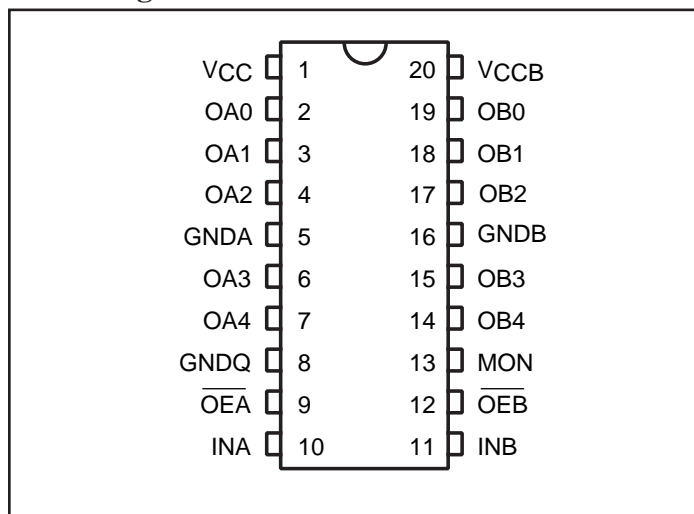 VCC 1 20 VCCB
OA0 2 19 OB0
OA1 3 18 OB1
OA2 4 17 OB2
GNDA 5 16 GNDB
OA3 6 15 OB3
OA4 7 14 OB4
GNDQ 8 13 MON
OEA 9 12 OEB
INA 10 11 INB